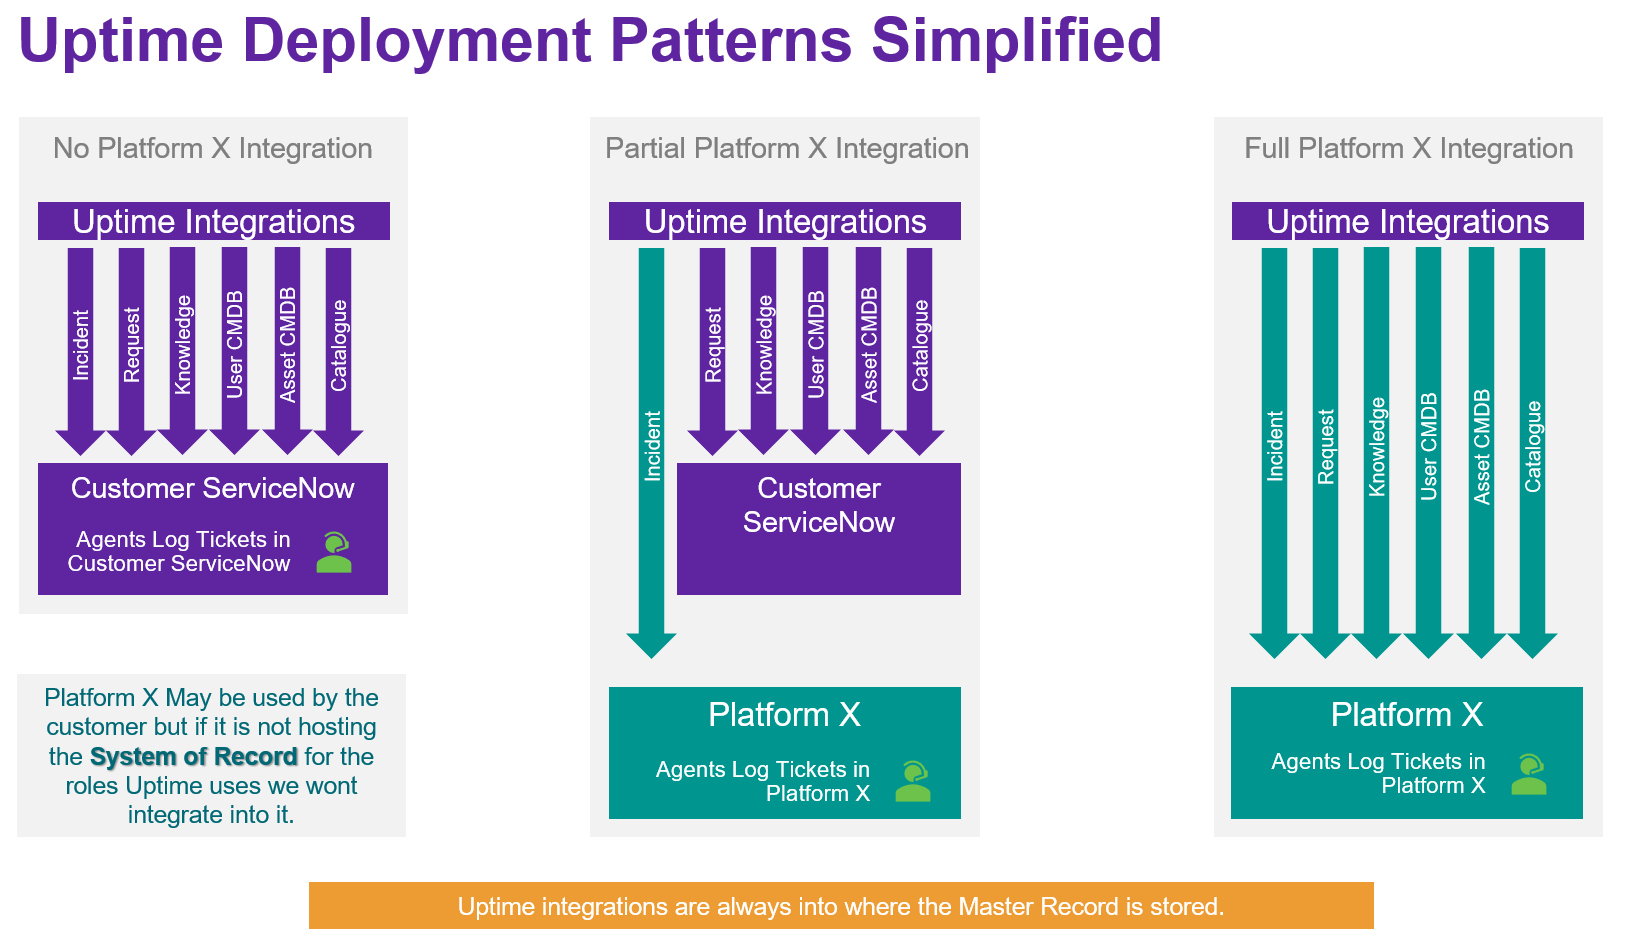 Uptime Deployment Patterns Simplified
No Platform X Integration
Uptime Integrations
Incident
Request
Knowledge
User CMDB
Asset CMDB
Catalogue
Customer ServiceNow
Agents Log Tickets in
Customer ServiceNow
Platform X May be used by the
customer but if it is not hosting
the System of Record for the
roles Uptime uses we wont
integrate into it.
Partial Platform X Integration
Uptime Integrations
Incident
Request
Knowledge
User CMDB
Asset CMDB
Catalogue
Customer
ServiceNow
Platform X
Agents Log Tickets in
Platform X
Full Platform X Integration
Uptime Integrations
Incident
Request
Knowledge
User CMDB
Asset CMDB
Catalogue
Platform X
Agents Log Tickets in
Platform X
Uptime integrations are always into where the Master Record is stored.